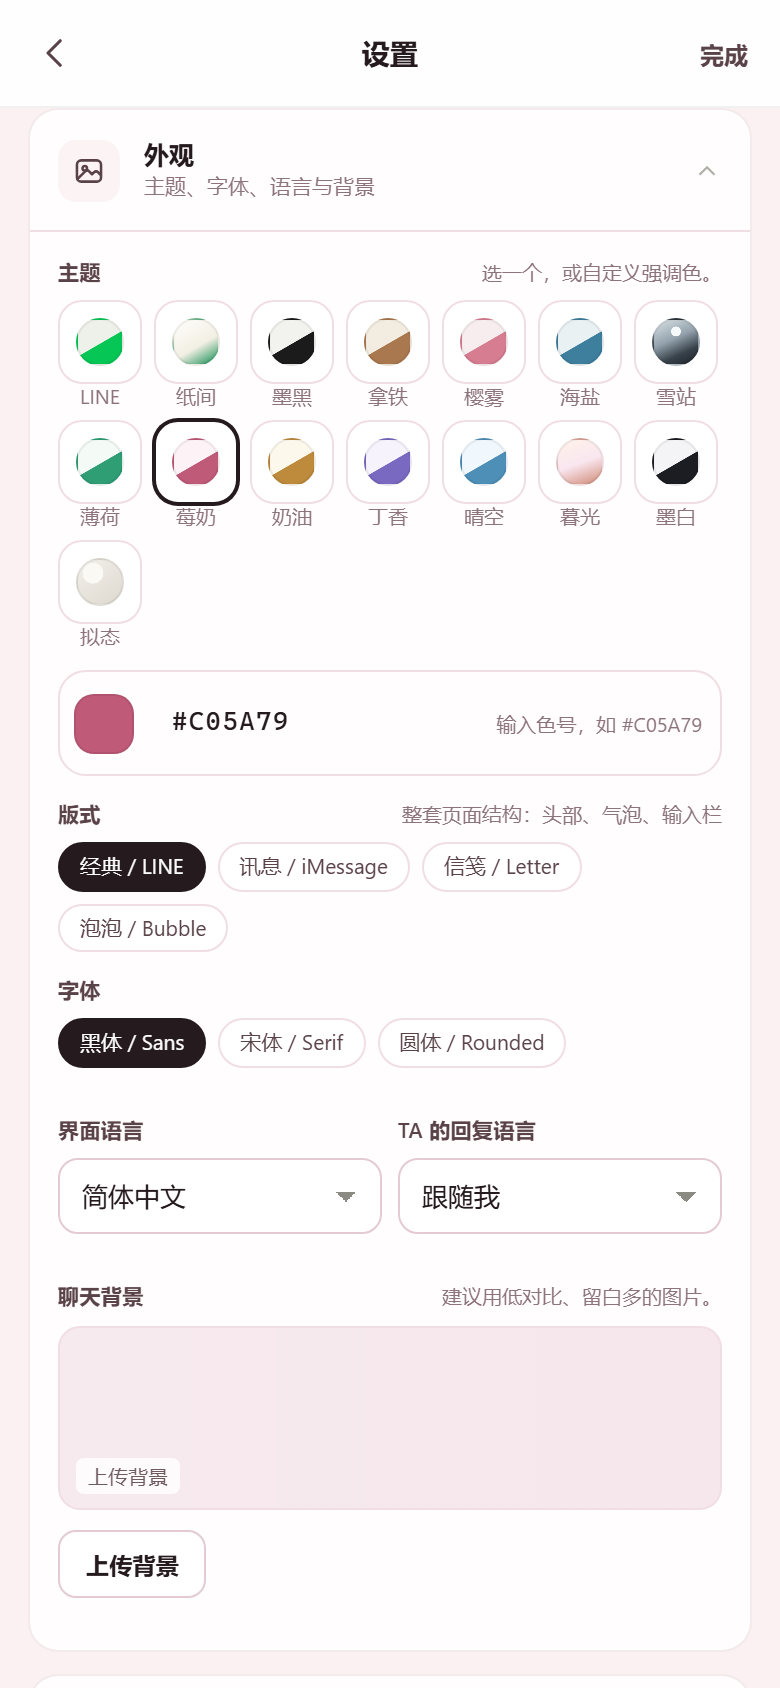 设置
完成
外观
主题、字体、语言与背景
主题
选一个，或自定义强调色。
LINE
纸间
墨黑
拿铁
樱雾
海盐
雪站
薄荷
莓奶
奶油
丁香
晴空
暮光
墨白
拟态
#C05A79
输入色号，如 #C05A79
版式
整套页面结构：头部、气泡、输入栏
经典 / LINE
讯息 / iMessage
信笺 / Letter
泡泡 / Bubble
字体
黑体 / Sans
宋体 / Serif
圆体 / Rounded
界面语言
TA 的回复语言
简体中文
跟随我
聊天背景
建议用低对比、留白多的图片。
上传背景
上传背景